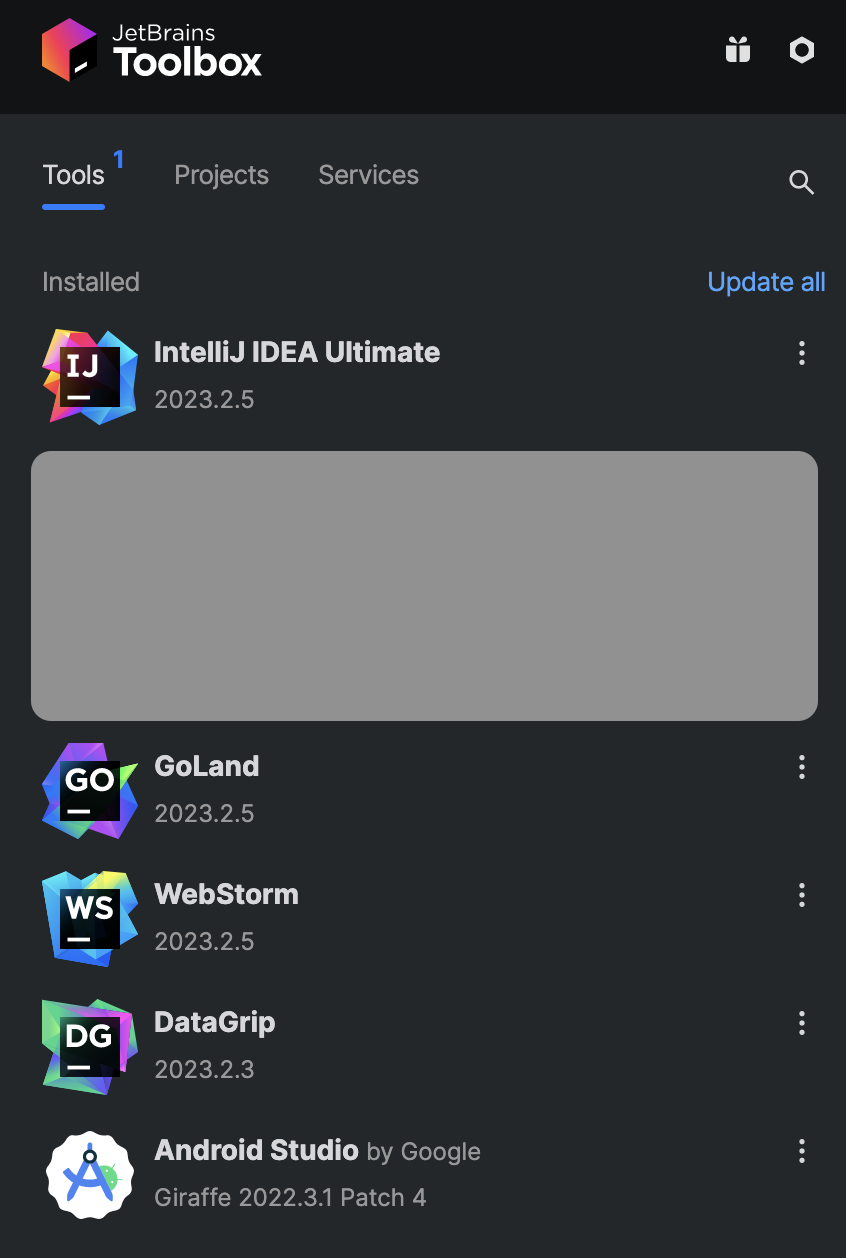 JetBrains
Toolbox
Tools 1 Projects Services
Installed Update all
IJ
IntelliJ IDEA Ultimate
2023.2.5
GO
GoLand
2023.2.5
WS
WebStorm
2023.2.5
DG
DataGrip
2023.2.3
Android Studio by Google
Giraffe 2022.3.1 Patch 4